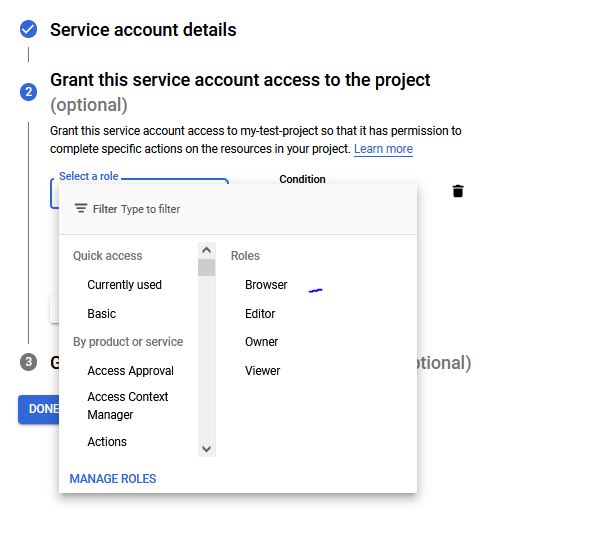 Service account details
2 Grant this service account access to the project
(optional)
Grant this service account access to my-test-project so that it has permission to
complete specific actions on the resources in your project. Learn more
Select a role
Condition
Filter Type to filter
Quick access
Currently used
Basic
By product or service
Access Approval
Access Context
Manager
Actions
Roles
Browser
Editor
Owner
Viewer
MANAGE ROLES
3 G
tional)
DONE